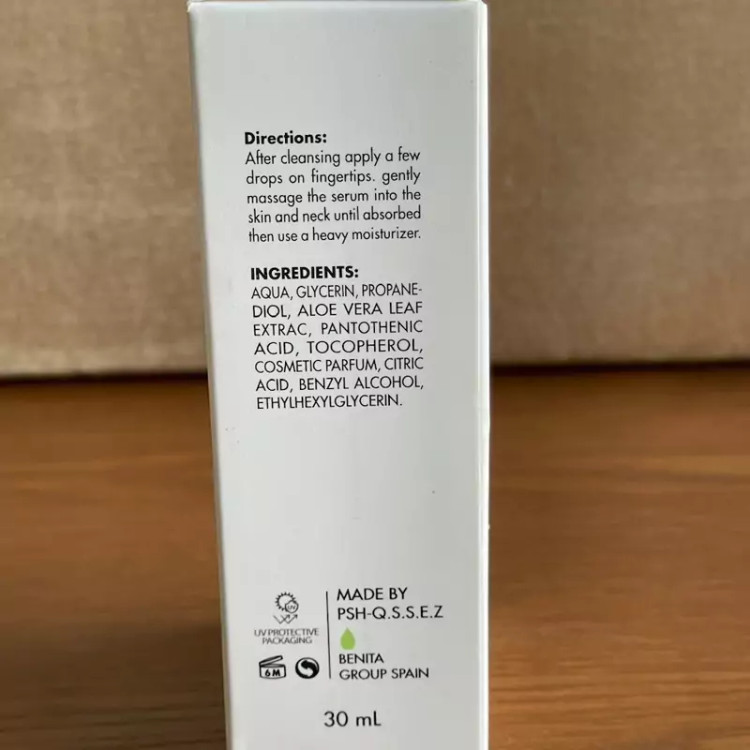 Directions:
After cleansing apply a few
drops on fingertips. gently
massage the serum into the
skin and neck until absorbed
then use a heavy moisturizer.
INGREDIENTS:
AQUA, GLYCERIN, PROPANE-
DIOL, ALOE VERA LEAF
EXTRAC, PANTOTHENIC
ACID, TOCOPHEROL,
COSMETIC PARFUM, CITRIC
ACID, BENZYL ALCOHOL,
ETHYLHEXYLGLYCERIN.
UV
UV PROTECTIVE
PACKAGING
6M
MADE BY
PSH-Q.S.S.E.Z
BENITA
GROUP SPAIN
30 mL